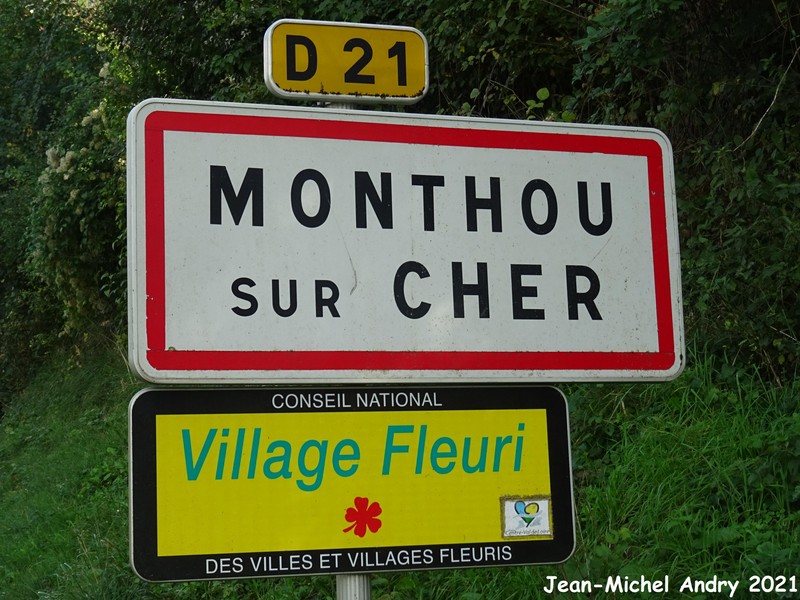 D 21
MONTHOU
SUR CHER
CONSEIL NATIONAL
Village Fleuri
DES VILLES ET VILLAGES FLEURIS
Jean-Michel Andry 2021